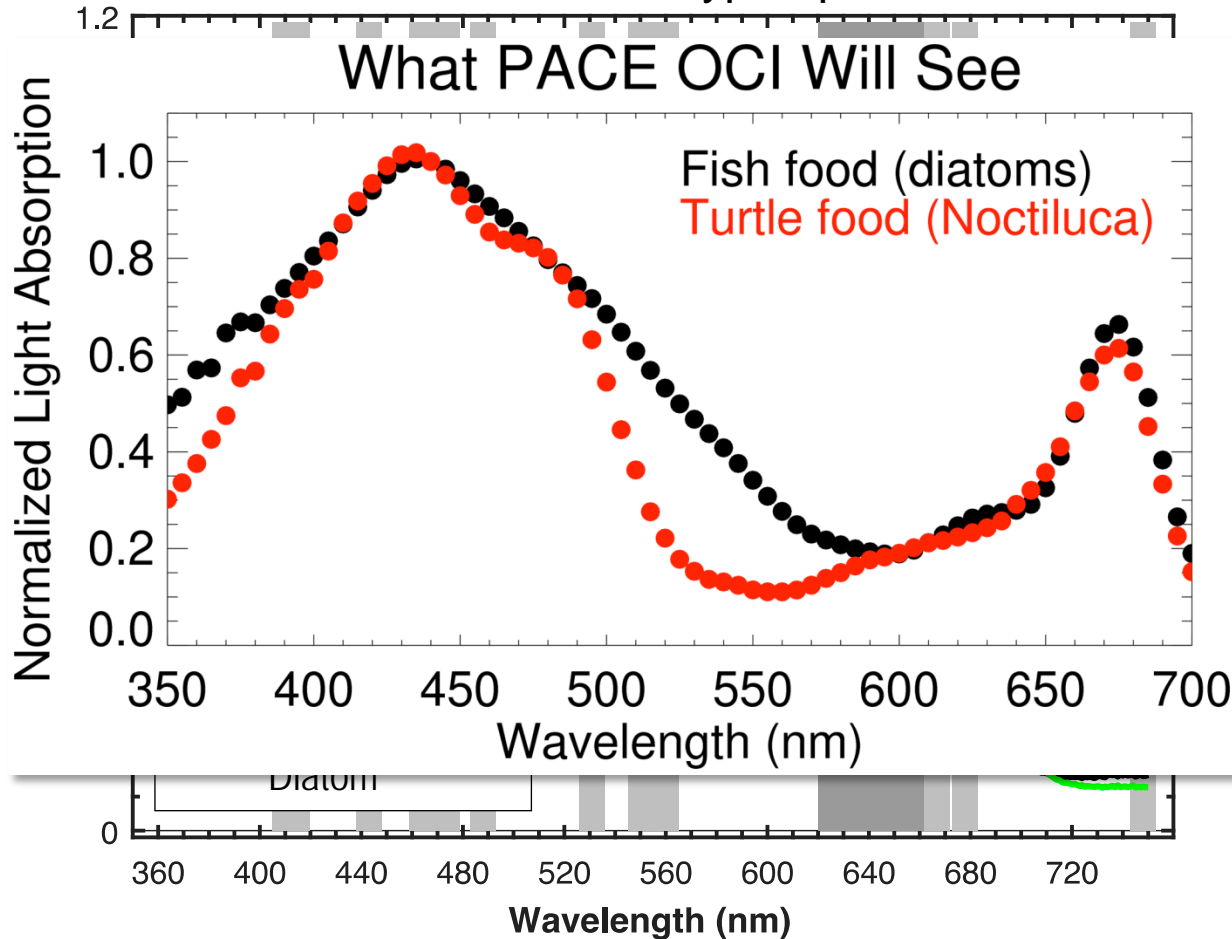 1.2
What PACE OCI Will See
Normalized Light Absorption
1.0
0.8
0.6
0.4
0.2
0.0
Fish food (diatoms)
Turtle food (Noctiluca)
350 400 450 500 550 600 650 700
Wavelength (nm)
Diatom
0
360 400 440 480 520 560 600 640 680 720
Wavelength (nm)